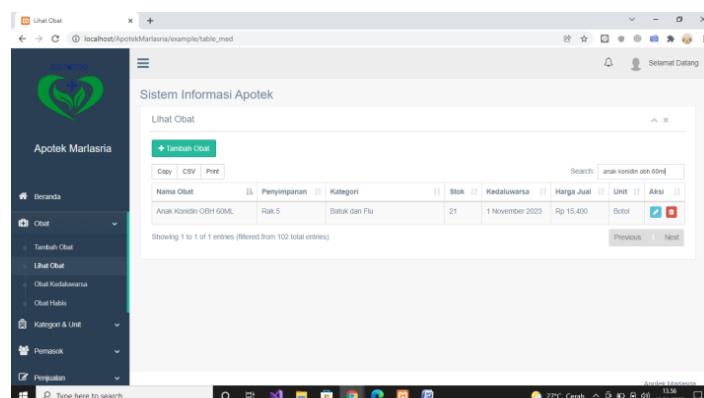 Lihat Obat
localhost/ApotekMarlasria/example/table_med
Selamat Datang
Sistem Informasi Apotek
Lihat Obat
Apotek Marlasria
+ Tambah Obat
Copy CSV Print
Search: anak konidin obh 60ml
Nama Obat Penyimpanan Kategori Stok Kedaluwarsa Harga Jual Unit Aksi
Anak Konidin OBH 60ML Rak 5 Batuk dan Flu 21 1 November 2023 Rp 15,400 Botol
Showing 1 to 1 of 1 entries (filtered from 102 total entries)
Previous 1 Next
Beranda
Obat
Tambah Obat
Lihat Obat
Obat Kedaluwarsa
Obat Habis
Kategori & Unit
Pemasok
Penjualan
Apotek Marlasria
Type here to search
27°C Cerah
13.56